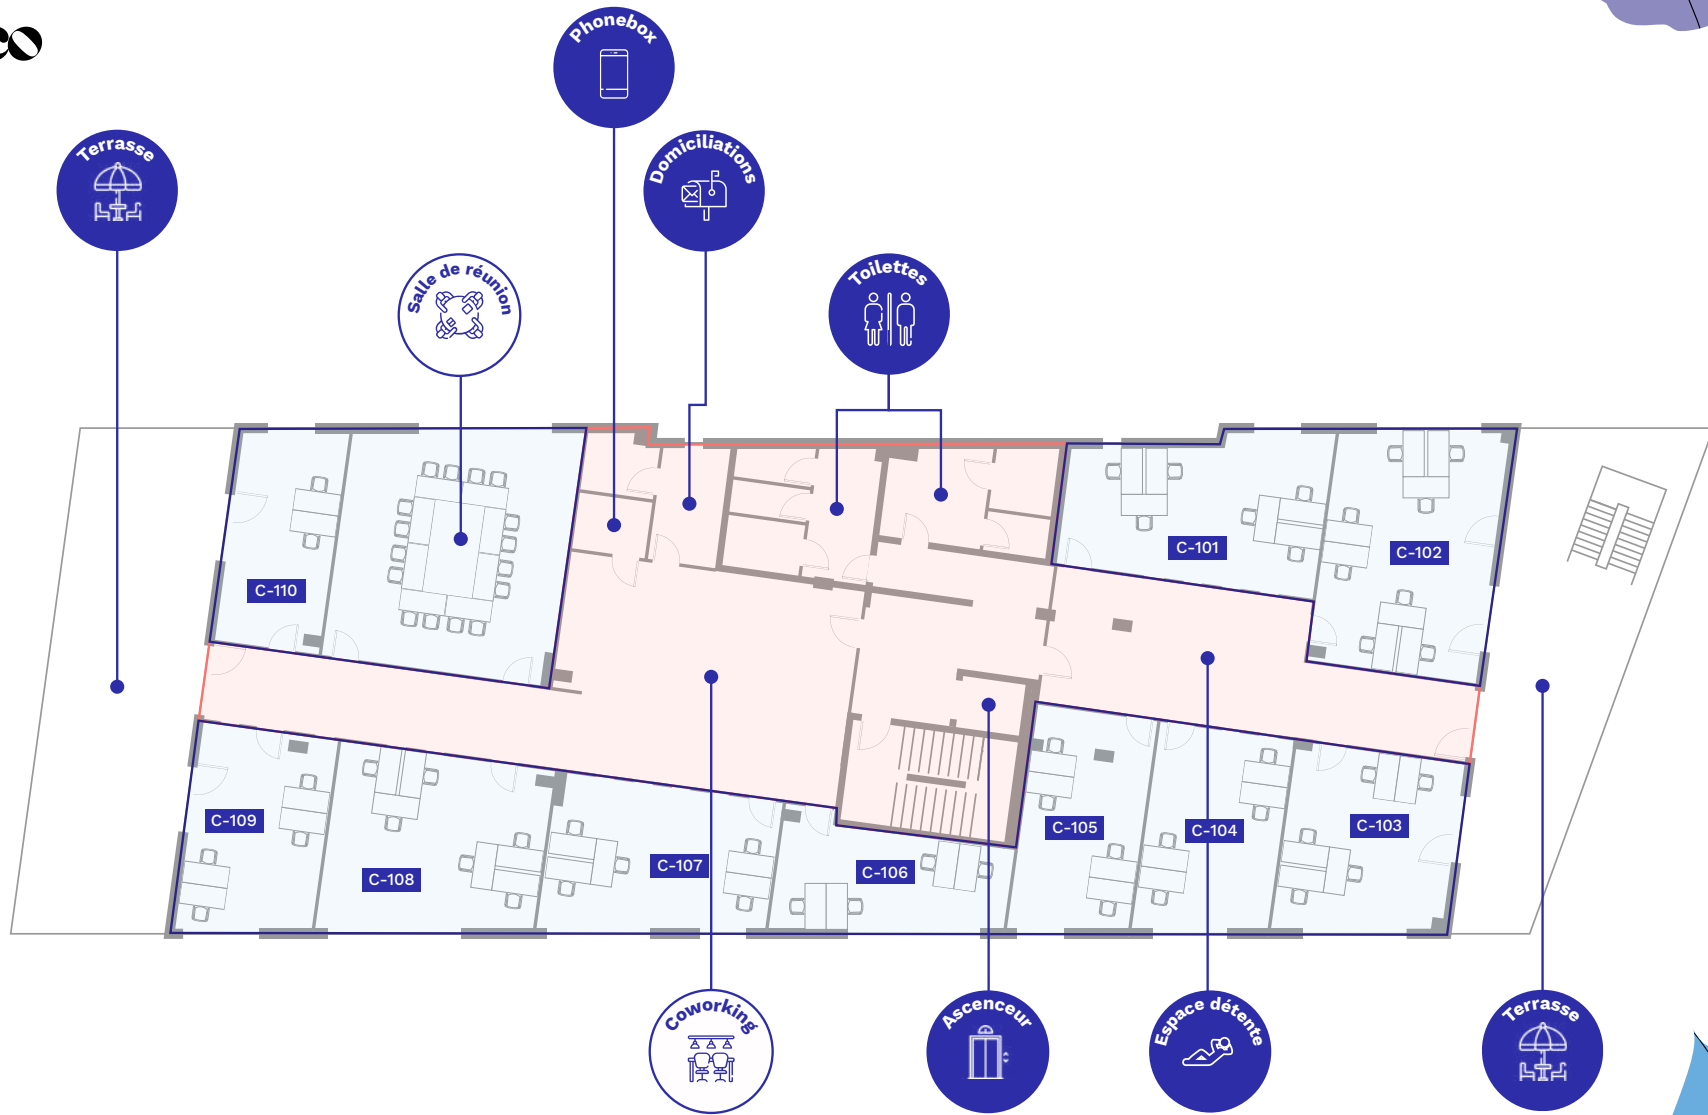 co
Phonebox
Terrasse
Domiciliations
Salle de réunion
Toilettes
C-101
C-102
C-110
C-109
C-108
C-107
C-106
C-105
C-104
C-103
Coworking
Ascenceur
Espace détente
Terrasse